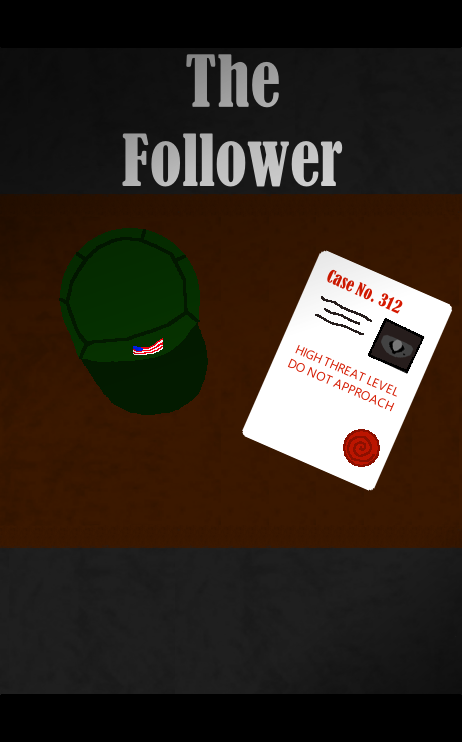 The
Follower
Case No. 312
HIGH THREAT LEVEL
DO NOT APPROACH